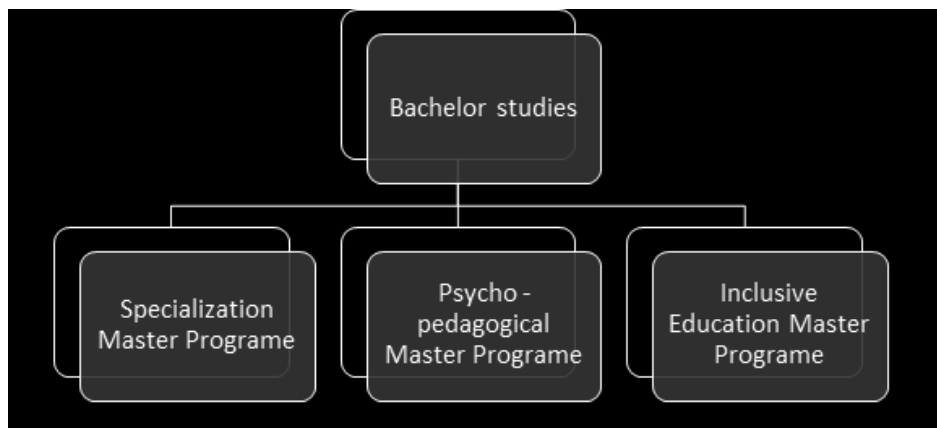 Bachelor studies
Specialization
Master Programe
Psycho -
pedagogical
Master Programe
Inclusive
Education Master
Programe